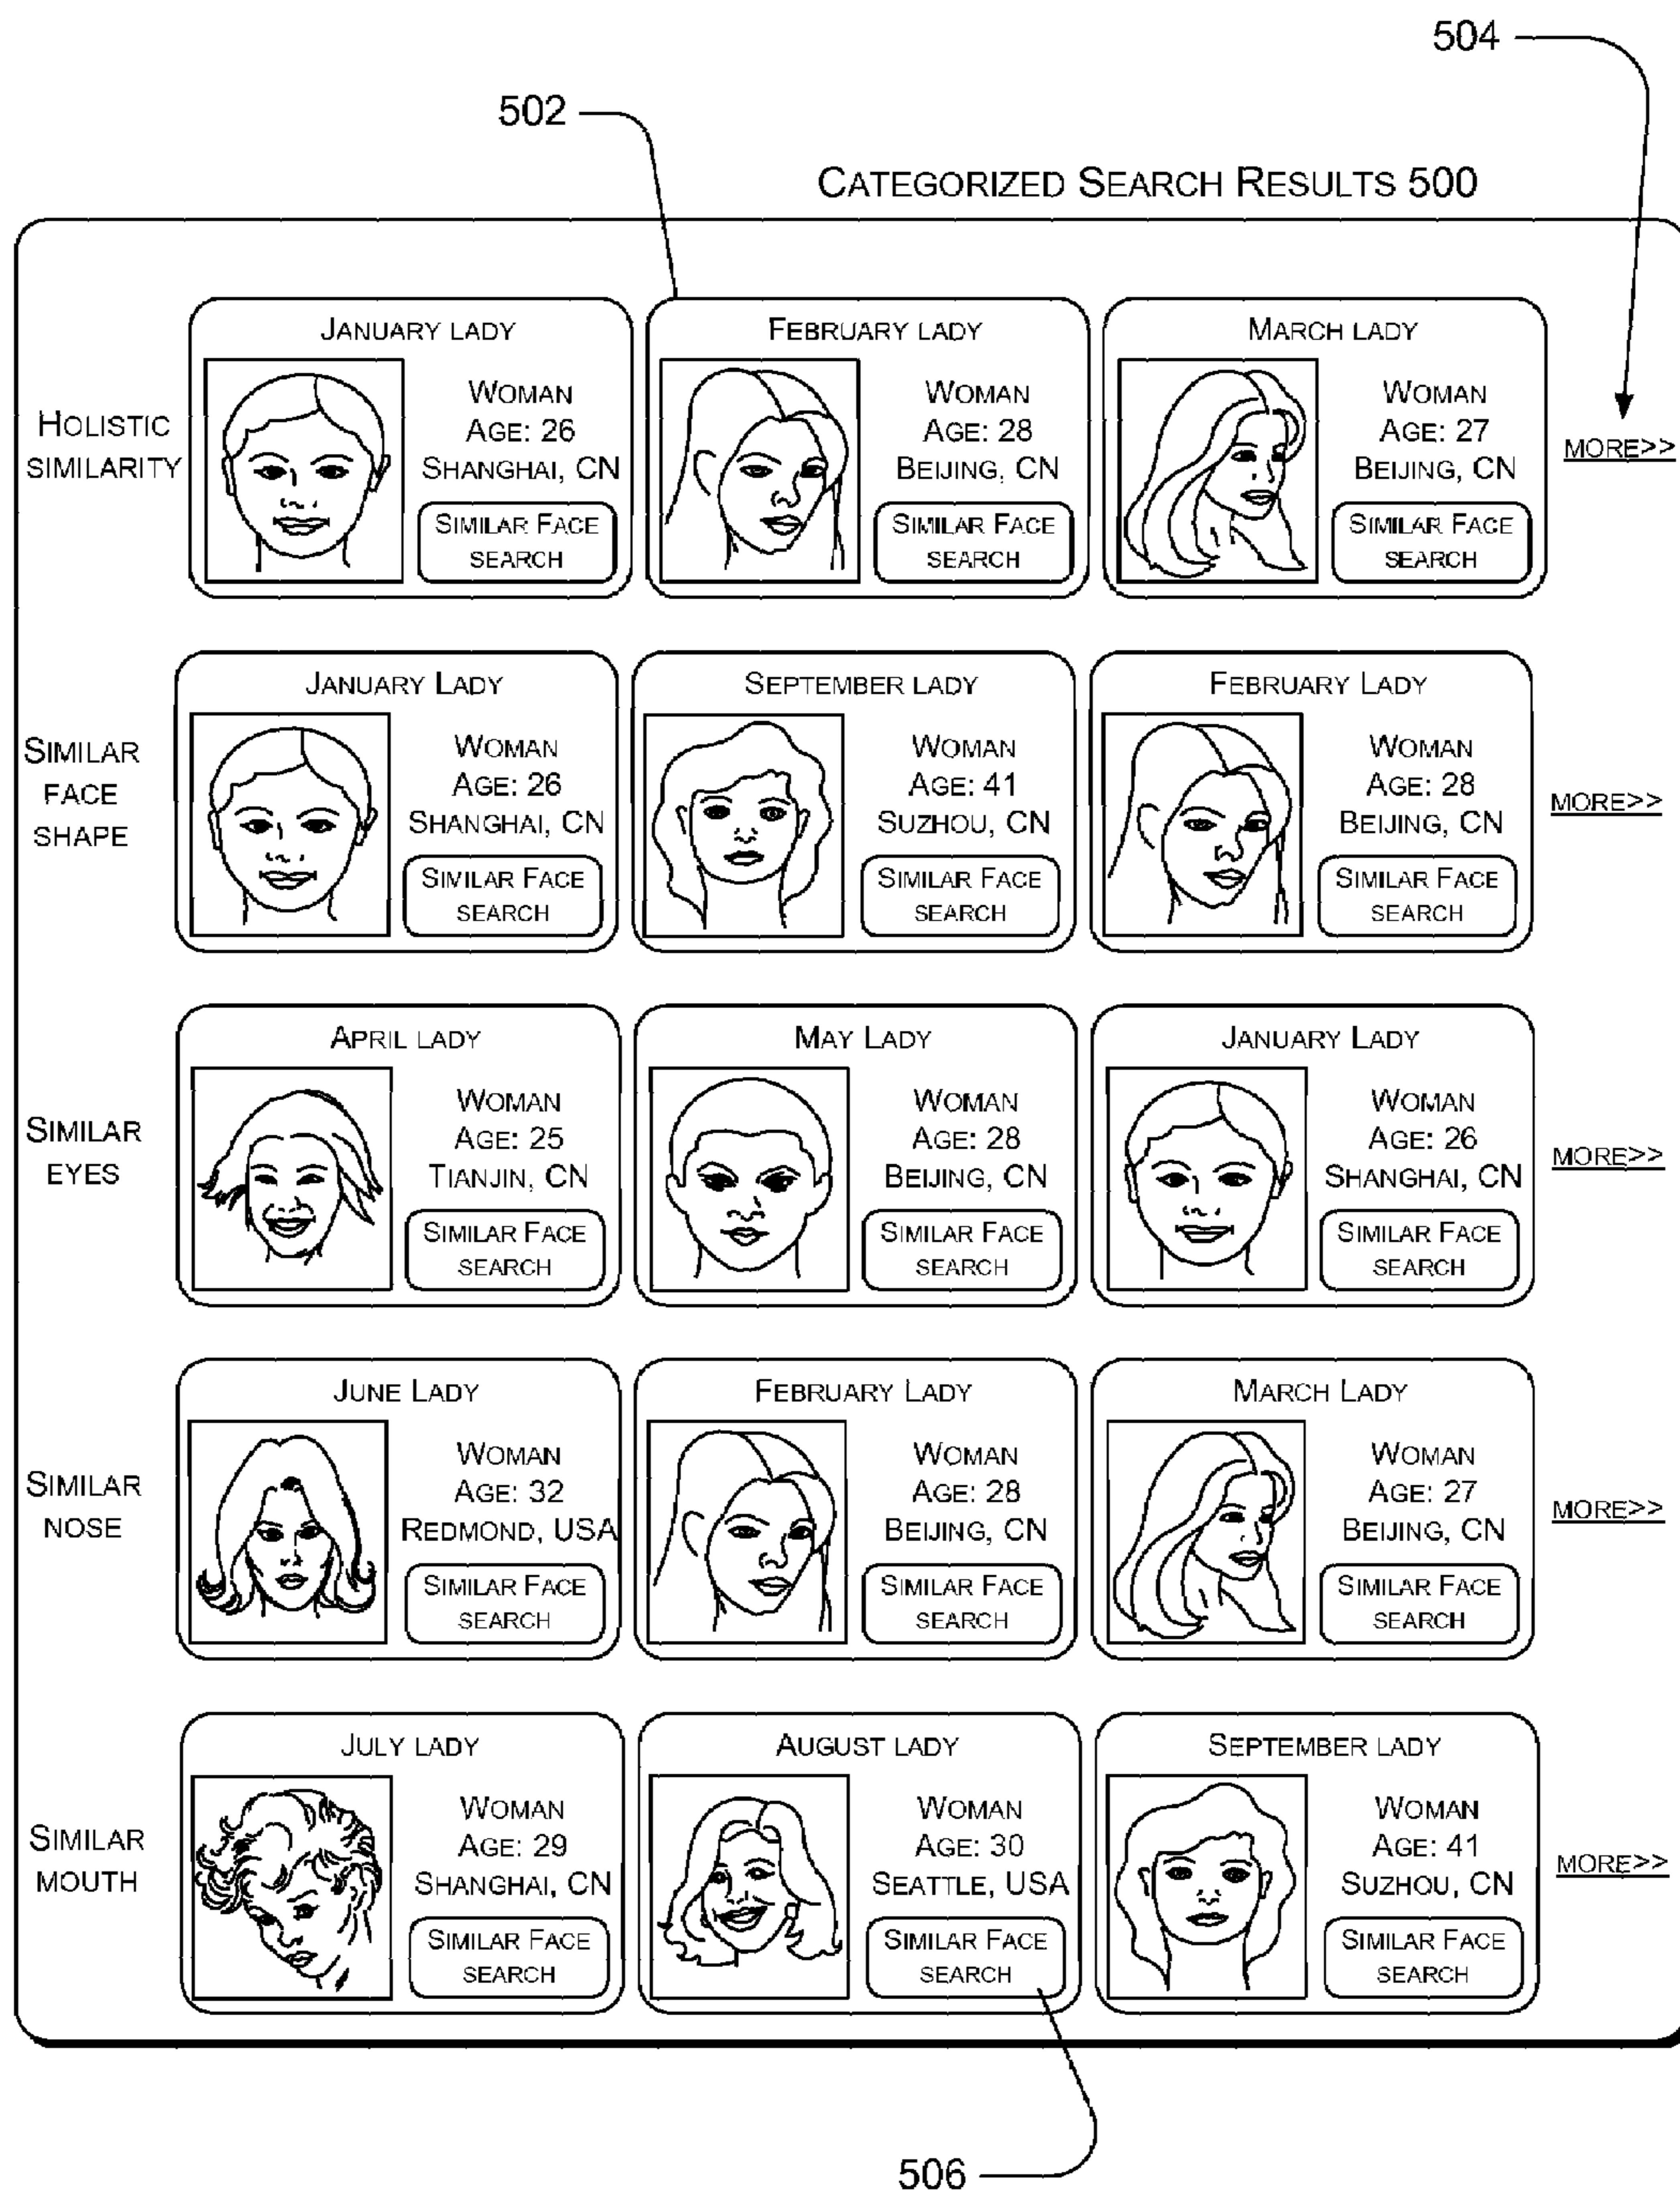 504
502
CATEGORIZED SEARCH RESULTS 500
HOLISTIC
SIMILARITY
JANUARY LADY
WOMAN
AGE: 26
SHANGHAI, CN
SIMILAR FACE
SEARCH
FEBRUARY LADY
WOMAN
AGE: 28
BEIJING, CN
SIMILAR FACE
SEARCH
MARCH LADY
WOMAN
AGE: 27
BEIJING, CN
SIMILAR FACE
SEARCH
MORE>>
SIMILAR
FACE
SHAPE
JANUARY LADY
WOMAN
AGE: 26
SHANGHAI, CN
SIMILAR FACE
SEARCH
SEPTEMBER LADY
WOMAN
AGE: 41
SUZHOU, CN
SIMILAR FACE
SEARCH
FEBRUARY LADY
WOMAN
AGE: 28
BEIJING, CN
SIMILAR FACE
SEARCH
MORE>>
SIMILAR
EYES
APRIL LADY
WOMAN
AGE: 25
TIANJIN, CN
SIMILAR FACE
SEARCH
MAY LADY
WOMAN
AGE: 28
BEIJING, CN
SIMILAR FACE
SEARCH
JANUARY LADY
WOMAN
AGE: 26
SHANGHAI, CN
SIMILAR FACE
SEARCH
MORE>>
SIMILAR
NOSE
JUNE LADY
WOMAN
AGE: 32
REDMOND, USA
SIMILAR FACE
SEARCH
FEBRUARY LADY
WOMAN
AGE: 28
BEIJING, CN
SIMILAR FACE
SEARCH
MARCH LADY
WOMAN
AGE: 27
BEIJING, CN
SIMILAR FACE
SEARCH
MORE>>
SIMILAR
MOUTH
JULY LADY
WOMAN
AGE: 29
SHANGHAI, CN
SIMILAR FACE
SEARCH
AUGUST LADY
WOMAN
AGE: 30
SEATTLE, USA
SIMILAR FACE
SEARCH
SEPTEMBER LADY
WOMAN
AGE: 41
SUZHOU, CN
SIMILAR FACE
SEARCH
MORE>>
506